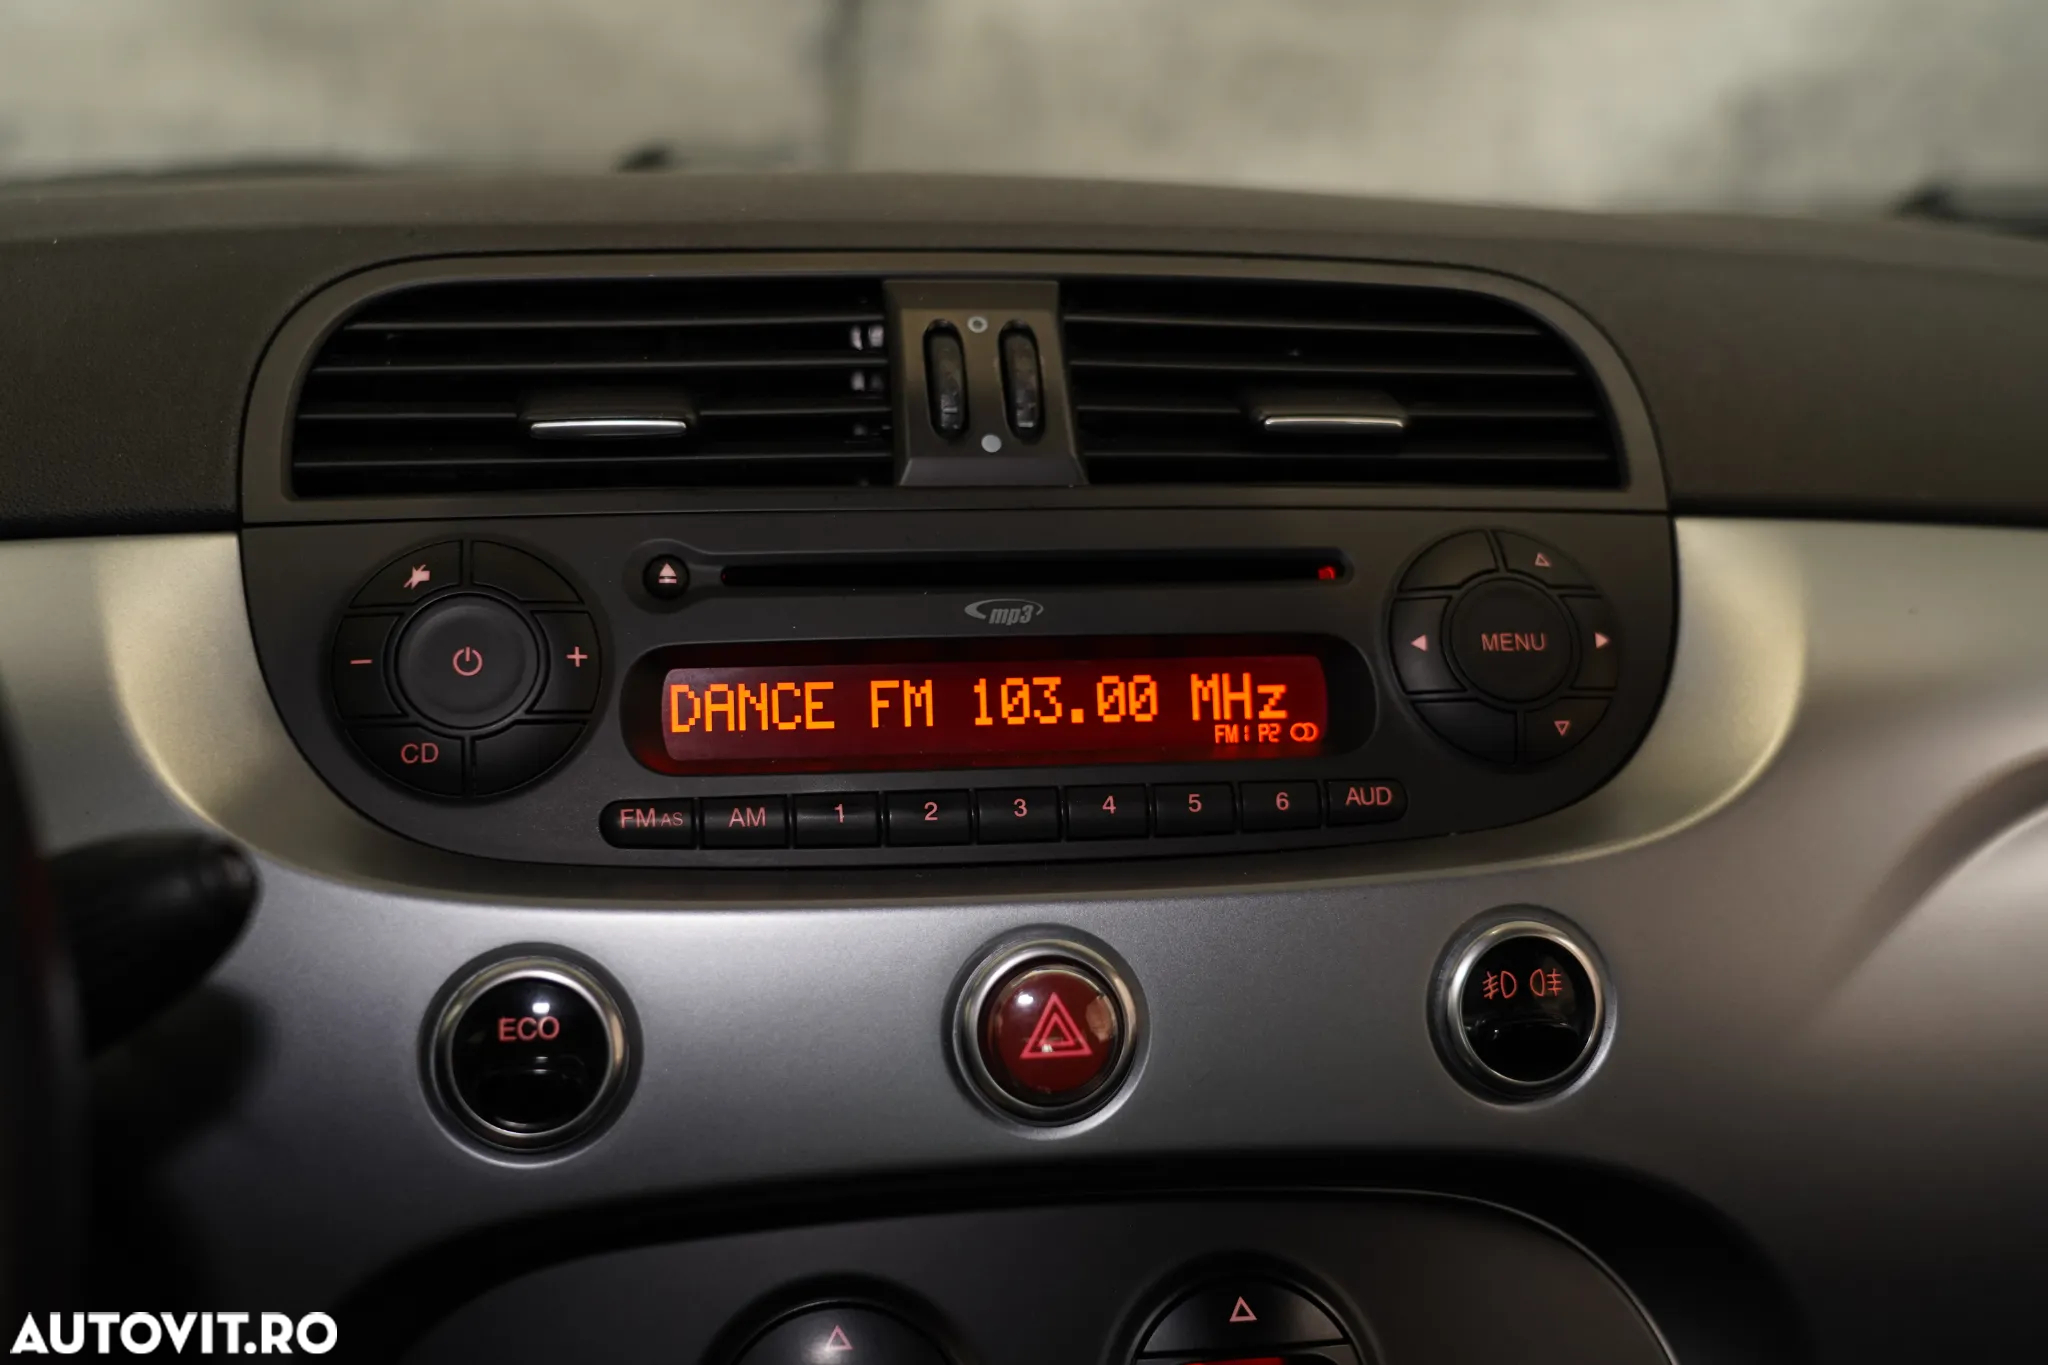 mp3
DANCE FM 103.00 MHz
FM1 P2
MENU
CD
FM AS AM 1 2 3 4 5 6 AUD
ECO
AUTOVIT.RO